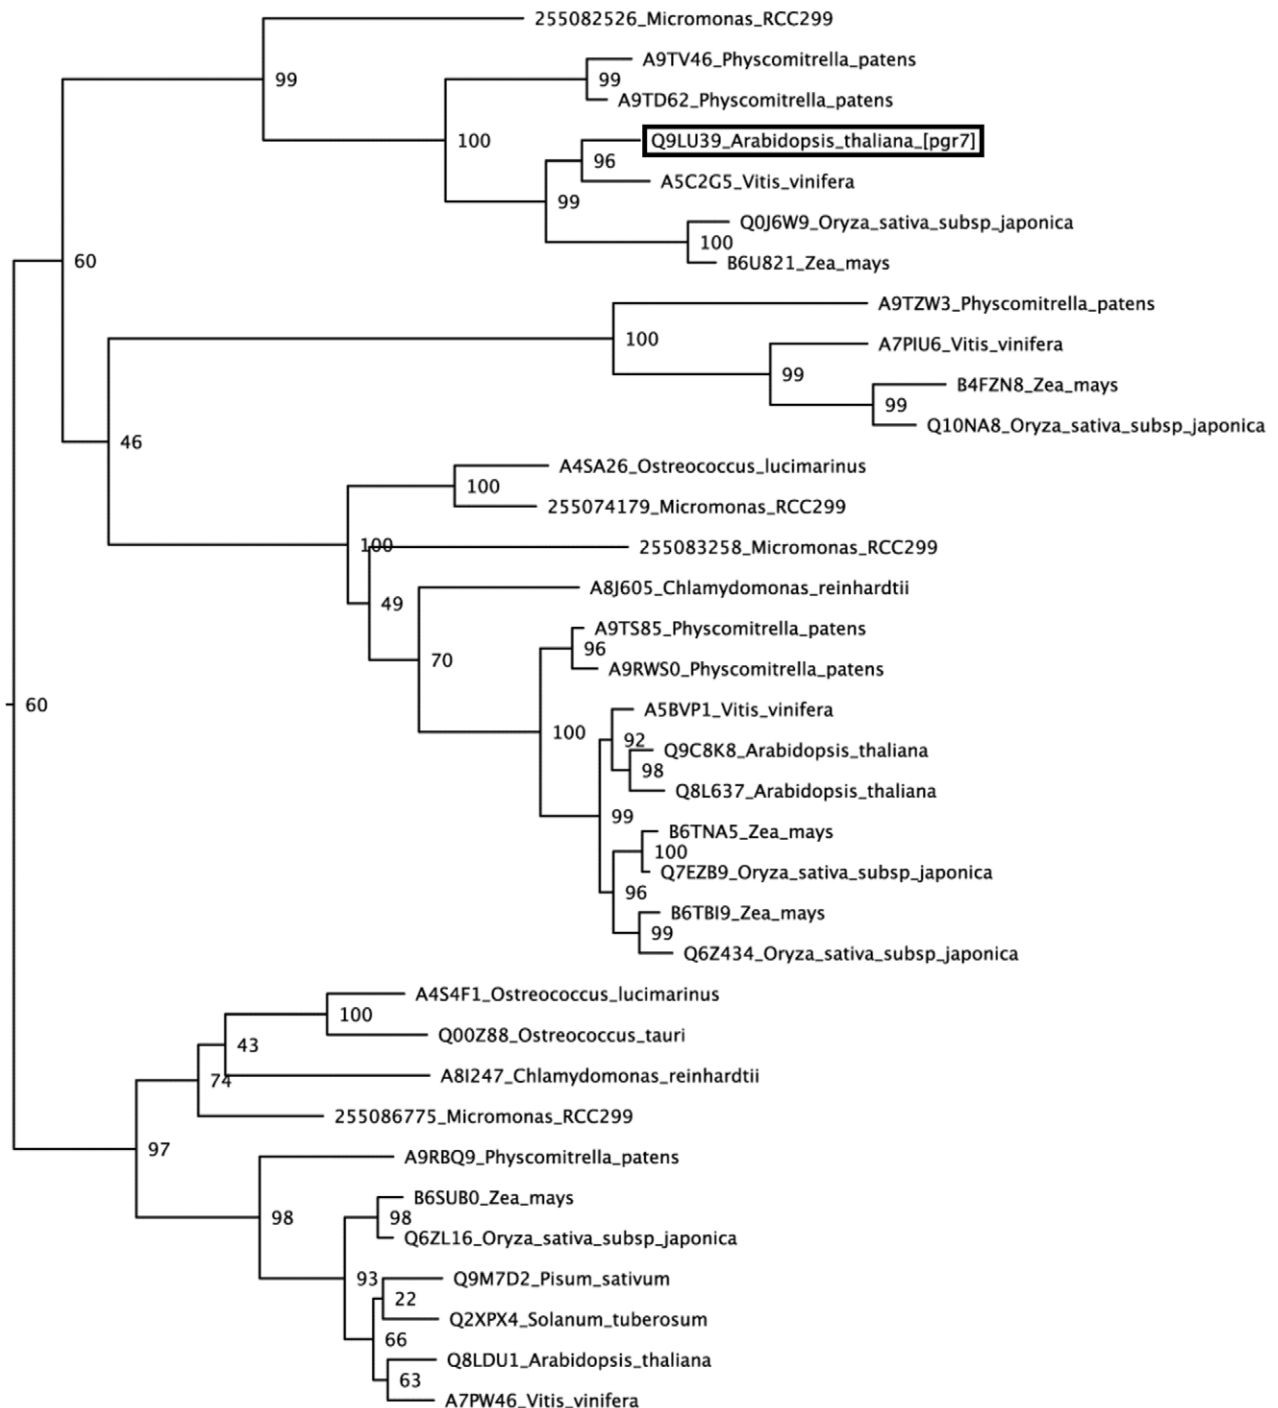 255082526_Micromonas_RCC299
A9TV46_Physcomitrella_patens
99
99
A9TD62_Physcomitrella_patens
100
Q9LU39_Arabidopsis_thaliana_[pgr7]
96
A5C2G5_Vitis_vinifera
99
Q0J6W9_Oryza_sativa_subsp_japonica
100
B6U821_Zea_mays
60
A9TZW3_Physcomitrella_patens
100
A7PIU6_Vitis_vinifera
99
B4FZN8_Zea_mays
99
Q10NA8_Oryza_sativa_subsp_japonica
46
A4SA26_Ostreococcus_lucimarinus
100
255074179_Micromonas_RCC299
100
255083258_Micromonas_RCC299
A8J605_Chlamydomonas_reinhardtii
49
A9TS85_Physcomitrella_patens
96
70
A9RWS0_Physcomitrella_patens
60
A5BVP1_Vitis_vinifera
100
92
Q9C8K8_Arabidopsis_thaliana
98
Q8L637_Arabidopsis_thaliana
99
B6TNA5_Zea_mays
100
Q7EZB9_Oryza_sativa_subsp_japonica
96
B6TBI9_Zea_mays
99
Q6Z434_Oryza_sativa_subsp_japonica
A4S4F1_Ostreococcus_lucimarinus
100
Q00Z88_Ostreococcus_tauri
43
A8I247_Chlamydomonas_reinhardtii
74
255086775_Micromonas_RCC299
97
A9RBQ9_Physcomitrella_patens
B6SUB0_Zea_mays
98
98
Q6ZL16_Oryza_sativa_subsp_japonica
93
Q9M7D2_Pisum_sativum
22
Q2XPX4_Solanum_tuberosum
66
Q8LDU1_Arabidopsis_thaliana
63
A7PW46_Vitis_vinifera